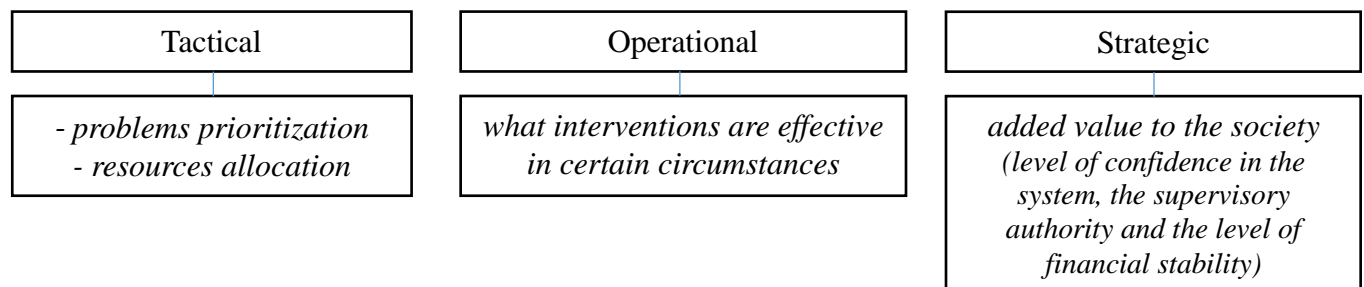 Tactical
- problems prioritization
- resources allocation
Operational
what interventions are effective
in certain circumstances
Strategic
added value to the society
(level of confidence in the
system, the supervisory
authority and the level of
financial stability)